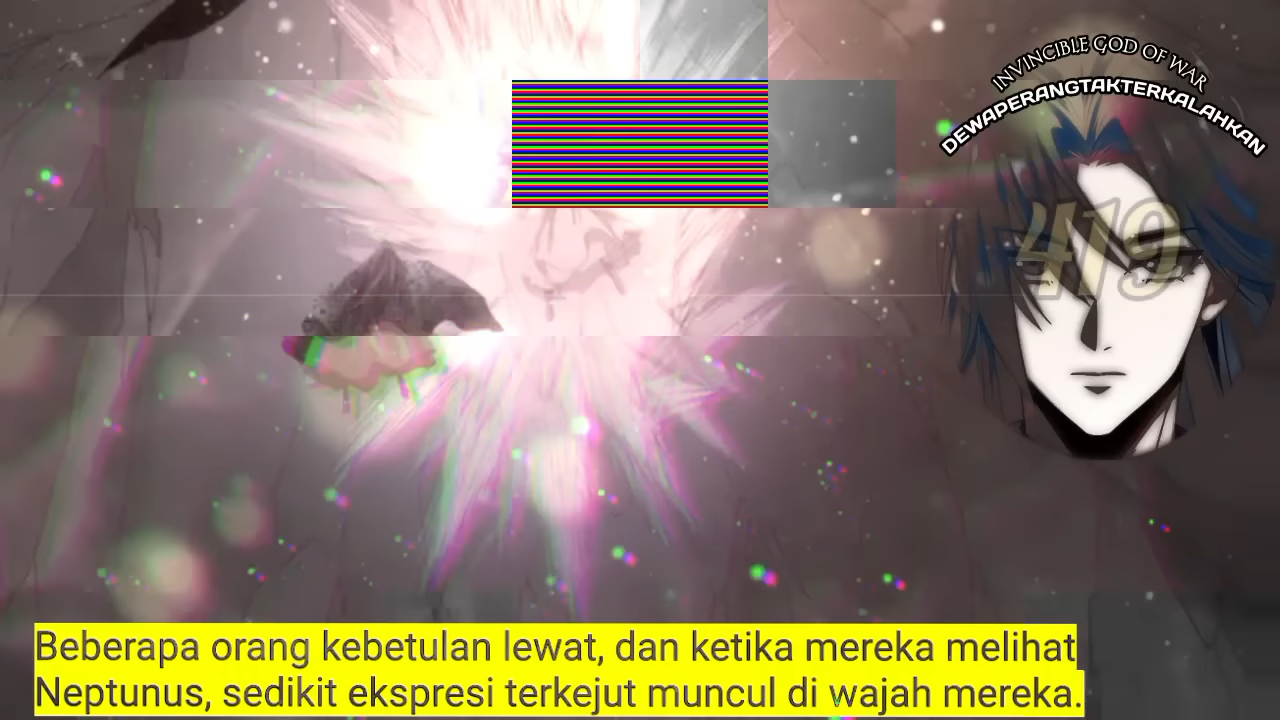 INVINCIBLE GOD OF WAR
DEWAPERANGTAKTERKALAHKAN
419
Beberapa orang kebetulan lewat, dan ketika mereka melihat
Neptunus, sedikit ekspresi terkejut muncul di wajah mereka.